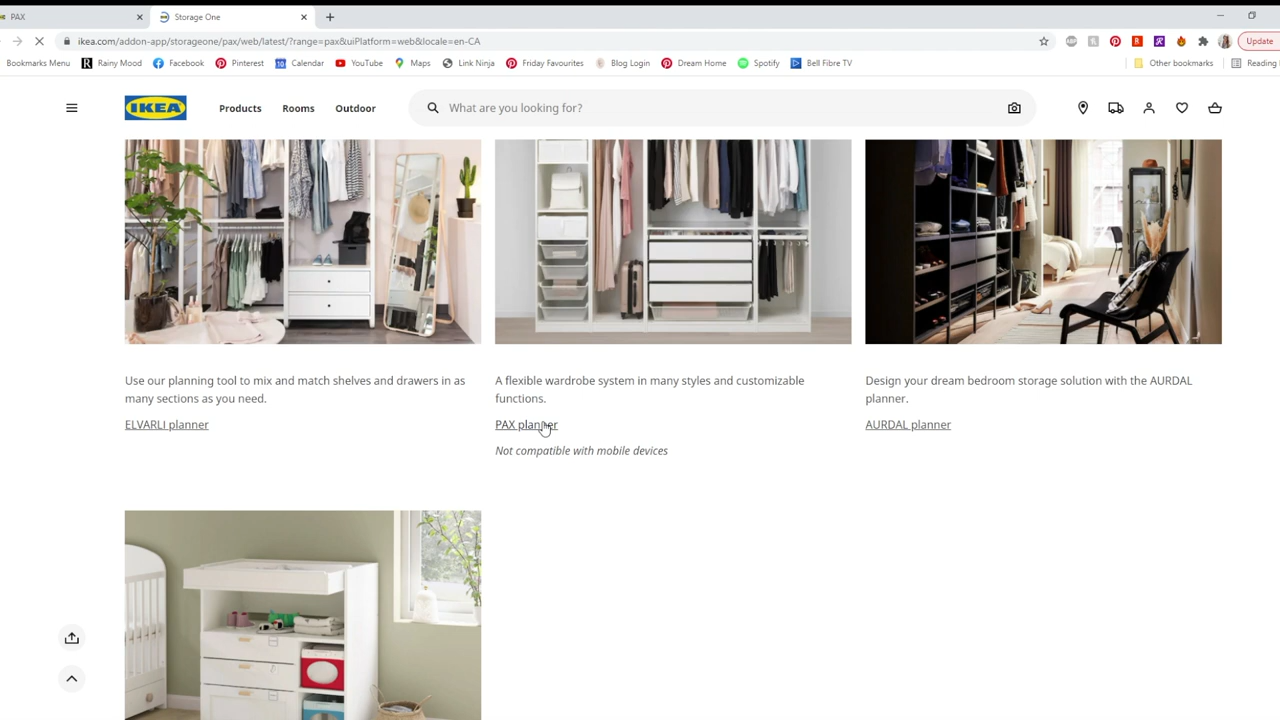 PAX
Storage One
ikea.com/addon-app/storageone/pax/web/latest/?range=pax&uiPlatform=web&locale=en-CA
Update
Bookmarks Menu
Rainy Mood
Facebook
Pinterest
Calendar
YouTube
Maps
Link Ninja
Friday Favourites
Blog Login
Dream Home
Spotify
Bell Fibre TV
Other bookmarks
Reading
IKEA
Products
Rooms
Outdoor
What are you looking for?
Use our planning tool to mix and match shelves and drawers in as
many sections as you need.
ELVARLI planner
A flexible wardrobe system in many styles and customizable
functions.
PAX planner
Not compatible with mobile devices
Design your dream bedroom storage solution with the AURDAL
planner.
AURDAL planner